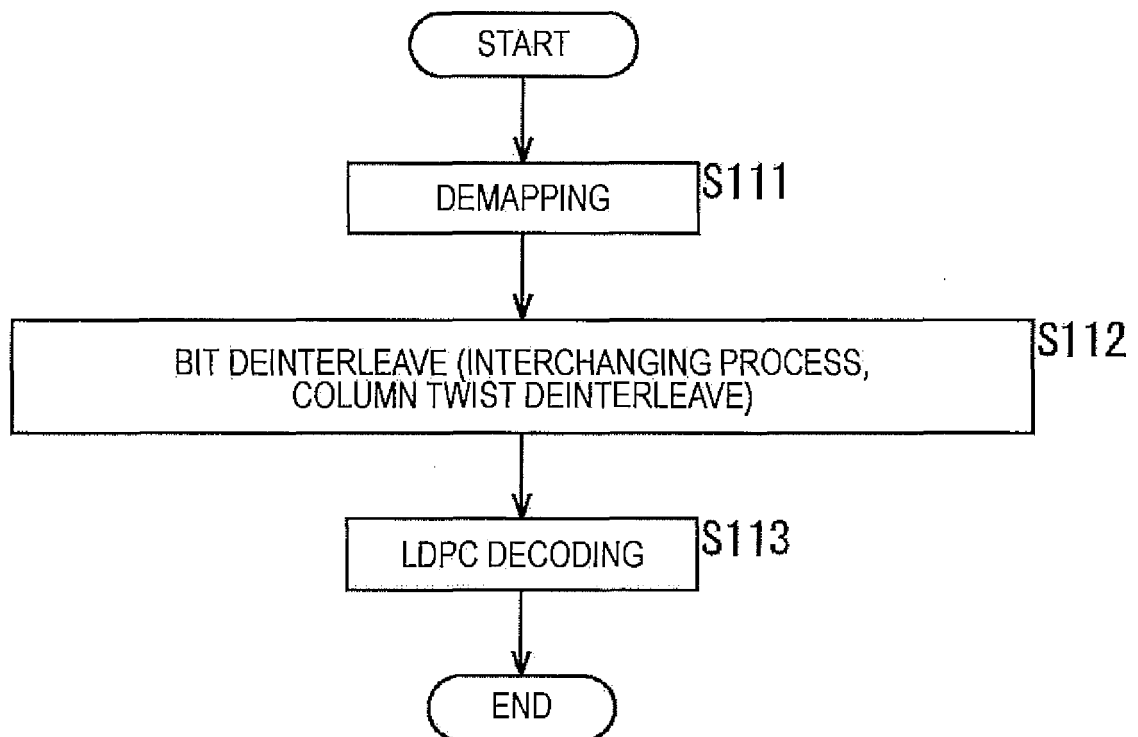 START
DEMAPPING
S111
BIT DEINTERLEAVE (INTERCHANGING PROCESS,
COLUMN TWIST DEINTERLEAVE)
S112
LDPC DECODING
S113
END